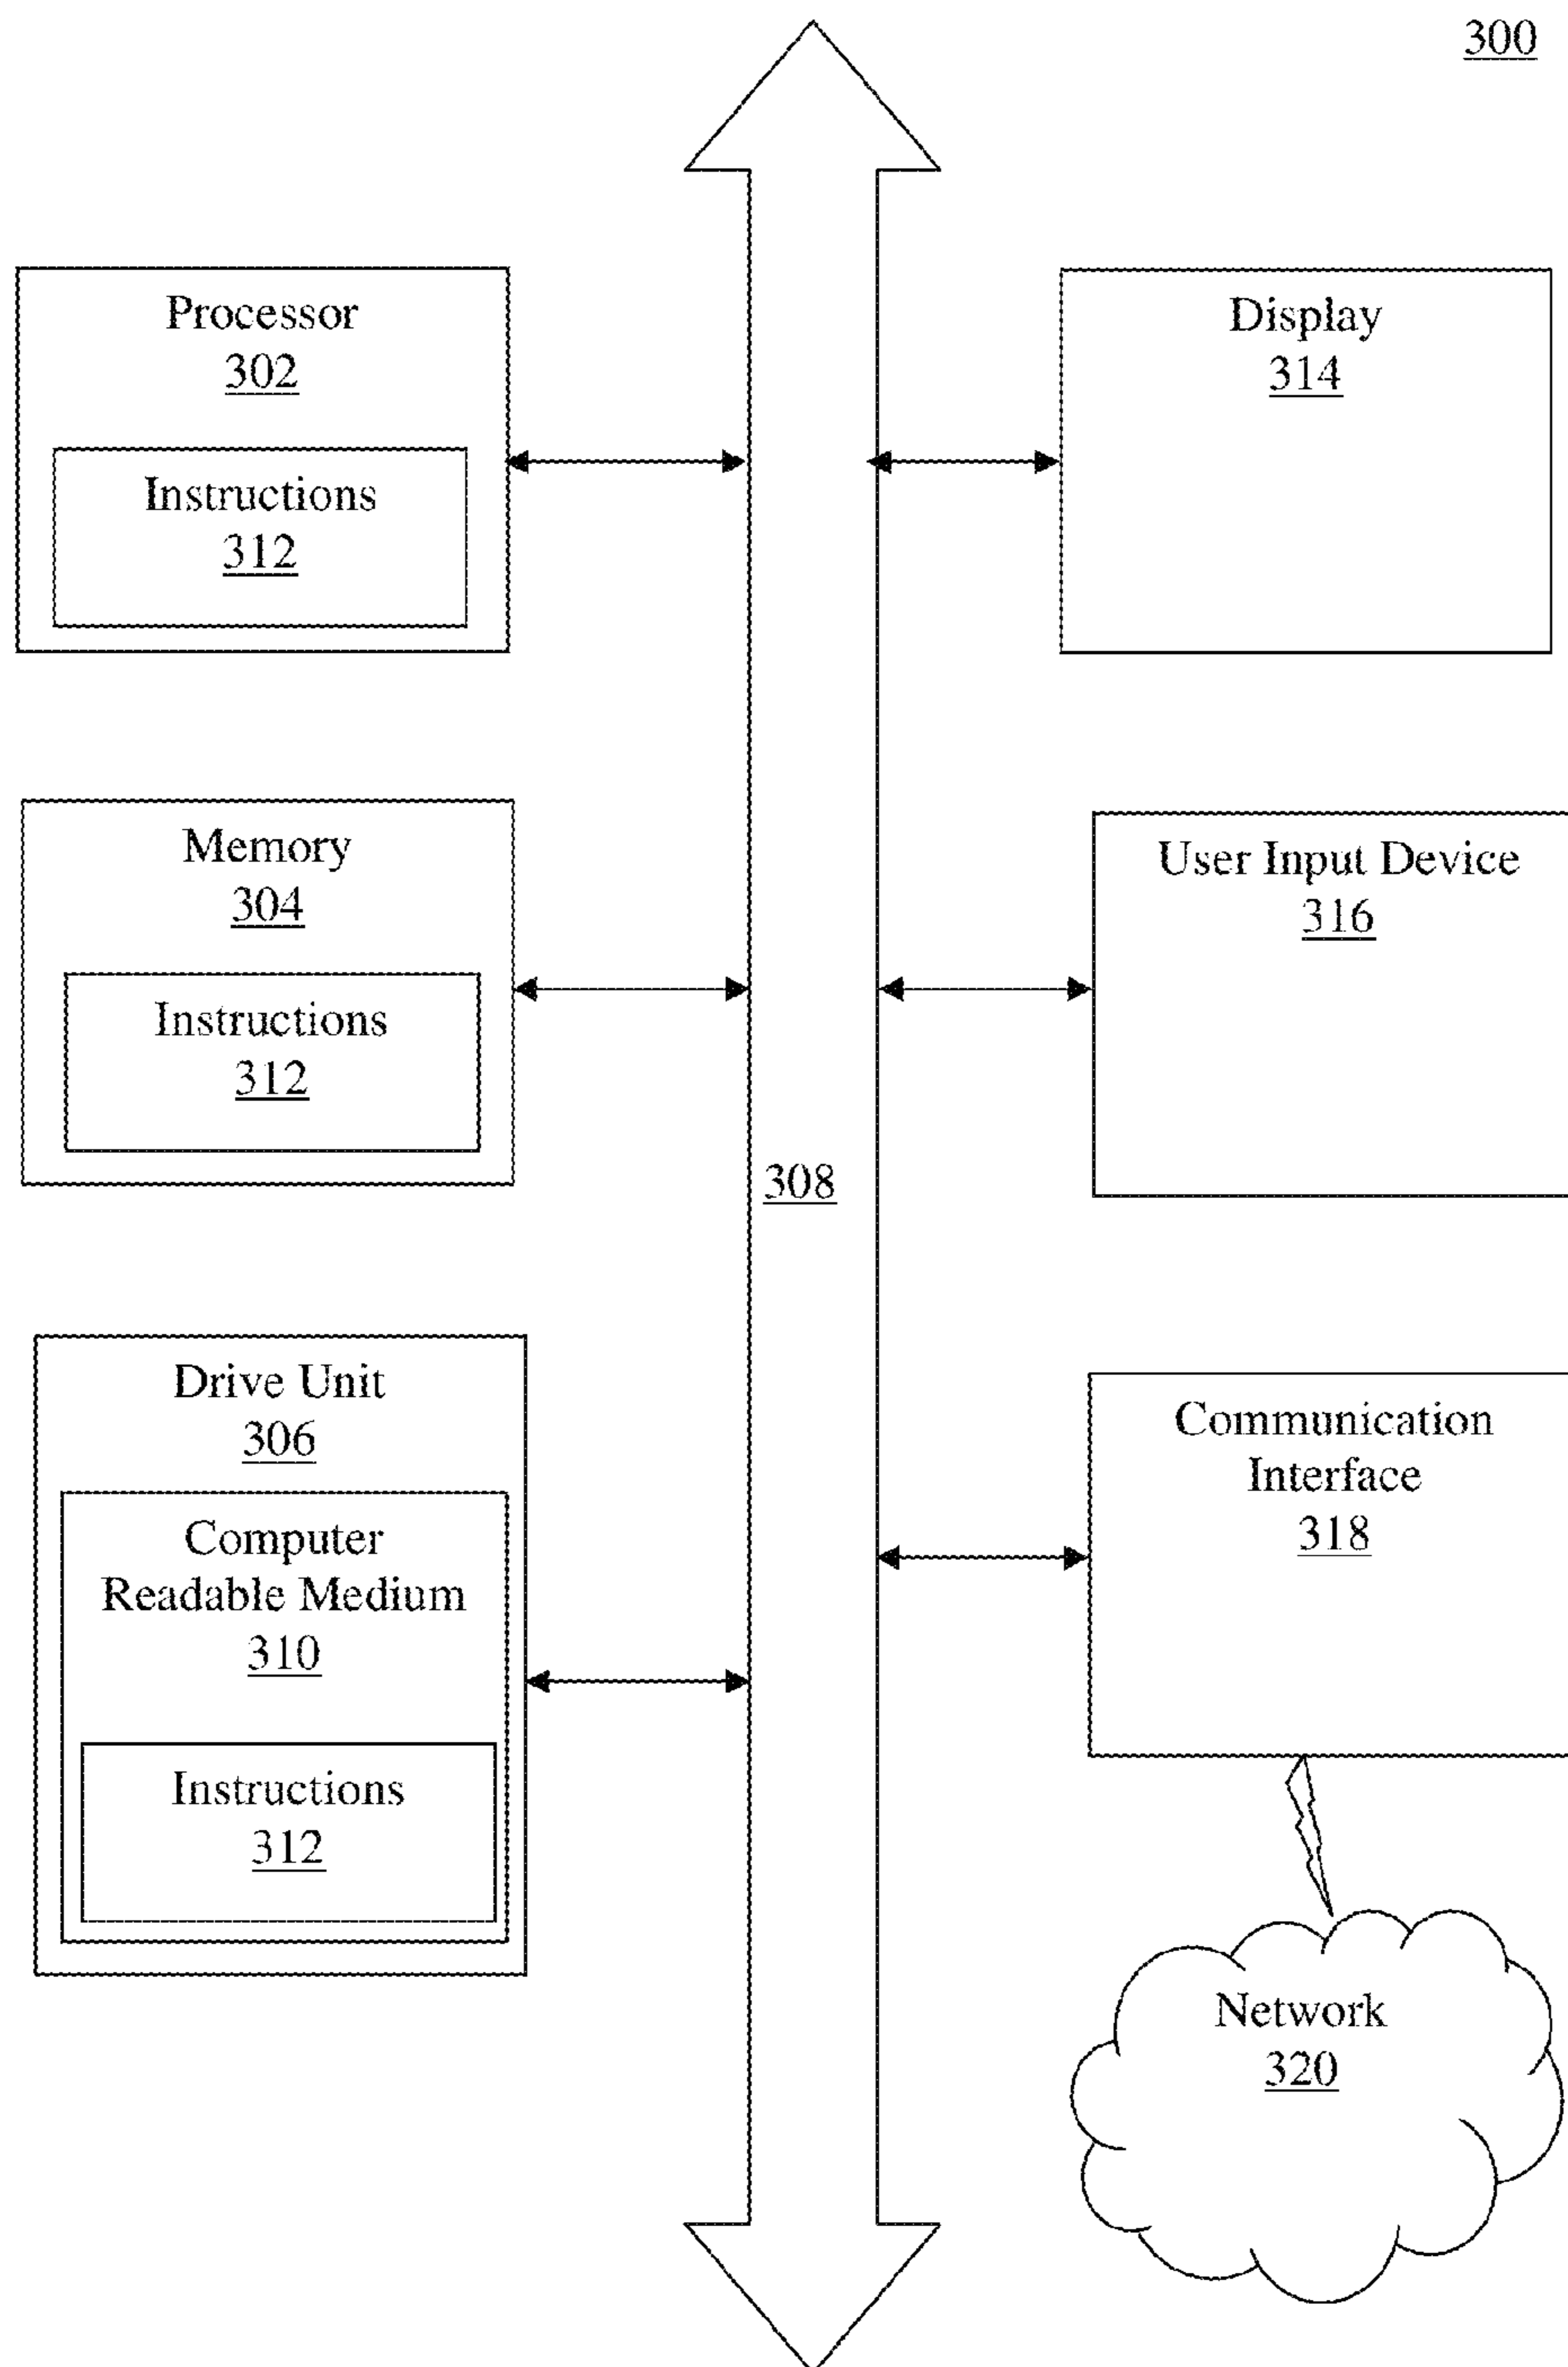 300
Processor
302
Instructions
312
Memory
304
Instructions
312
Drive Unit
306
Computer
Readable Medium
310
Instructions
312
308
Display
314
User Input Device
316
Communication
Interface
318
Network
320